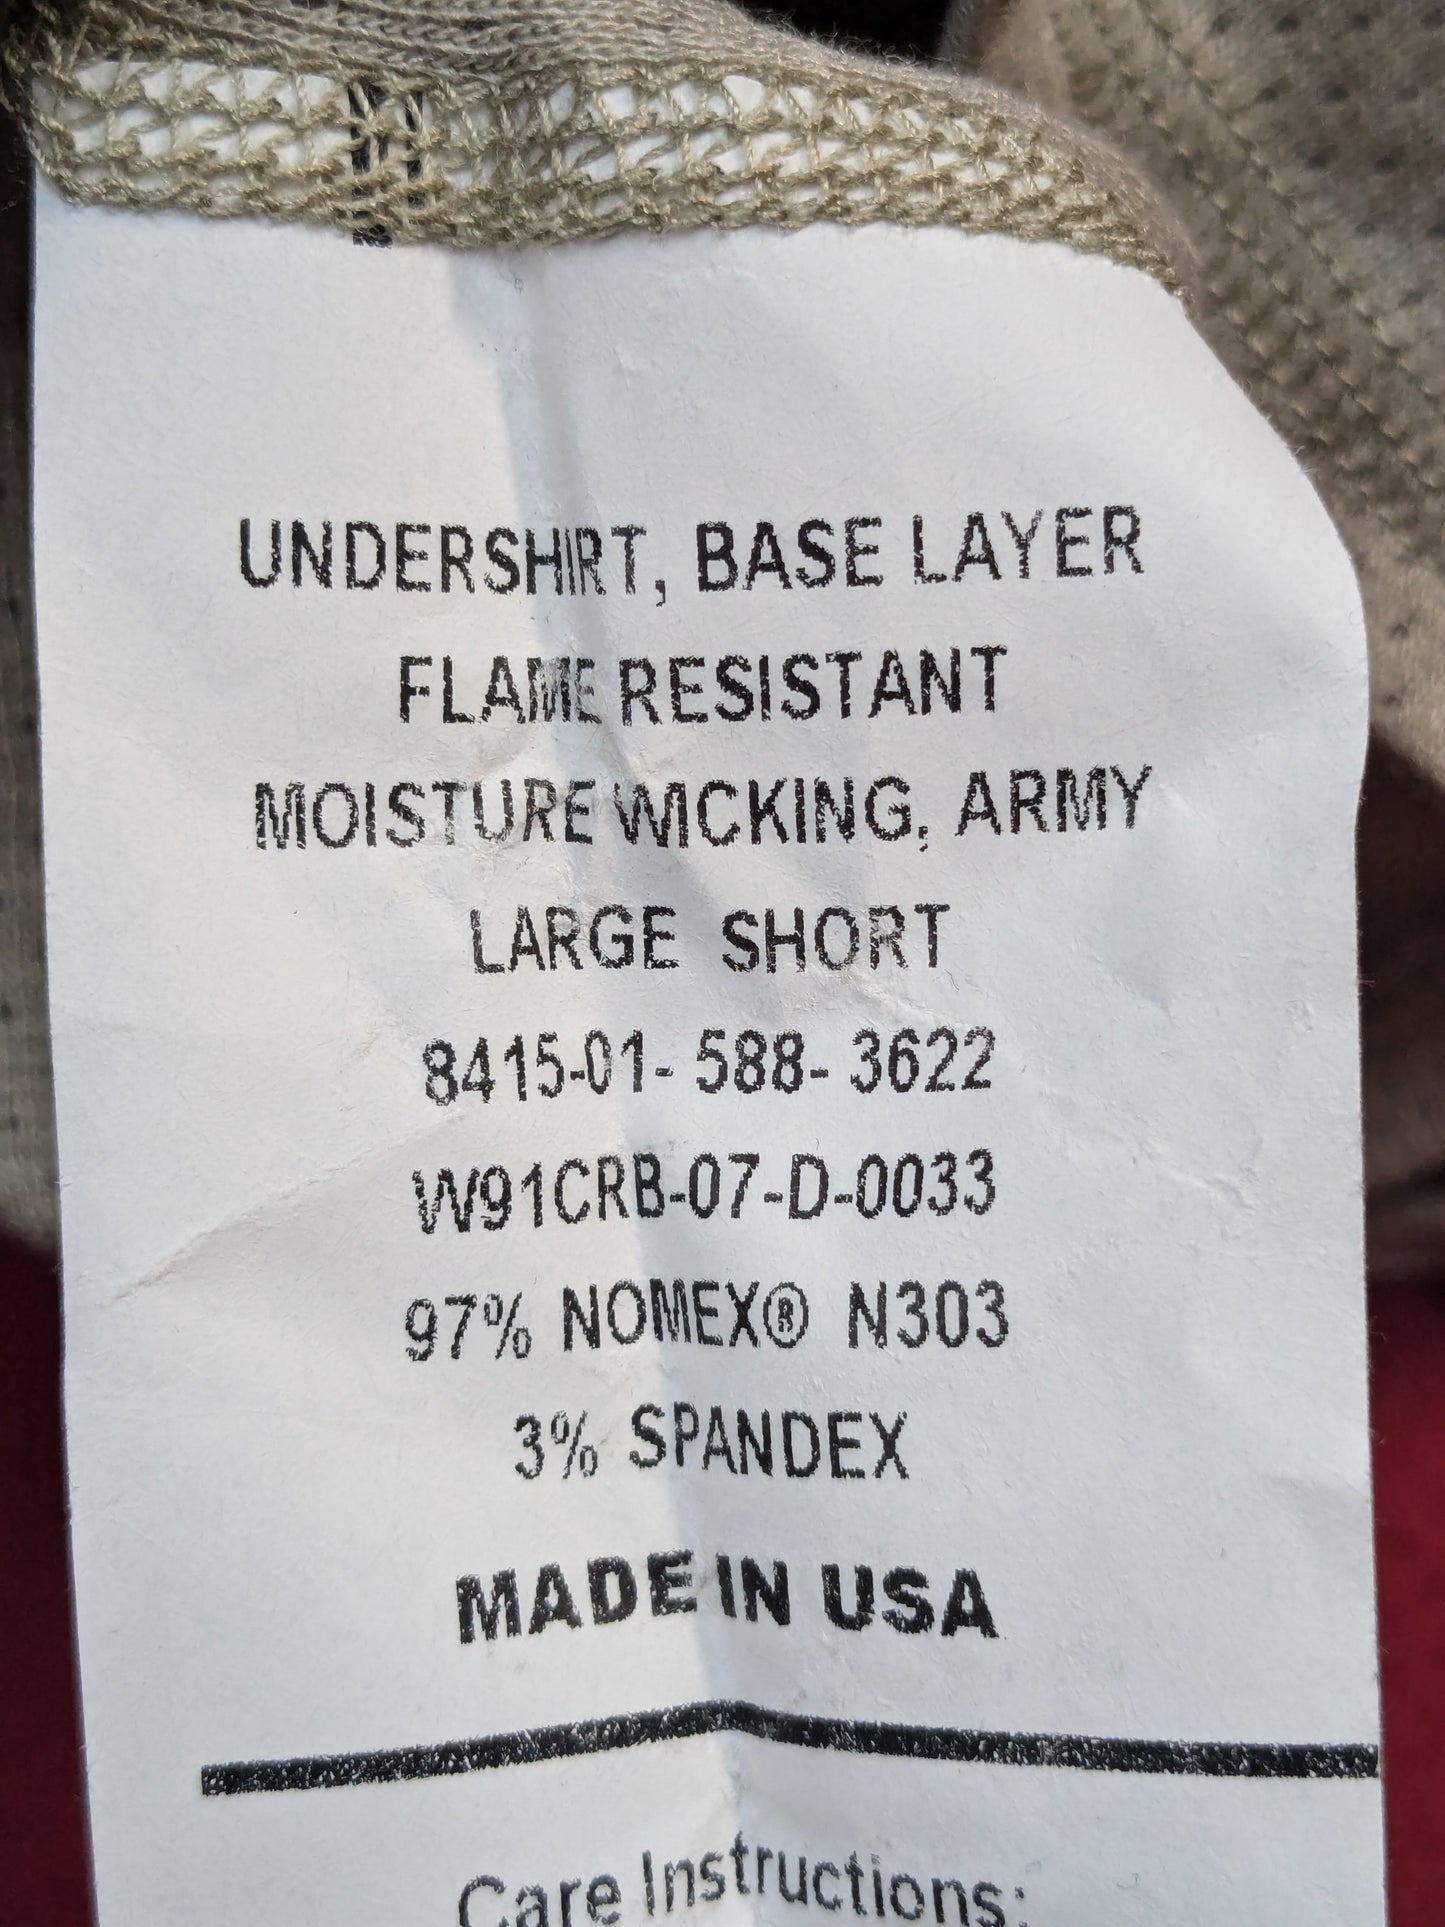 UNDERSHIRT, BASE LAYER
FLAME RESISTANT
MOISTURE WICKING, ARMY
LARGE SHORT
8415-01- 588- 3622
W91CRB-07-D-0033
97% NOMEX® N303
3% SPANDEX
MADE IN USA
Care Instructions: